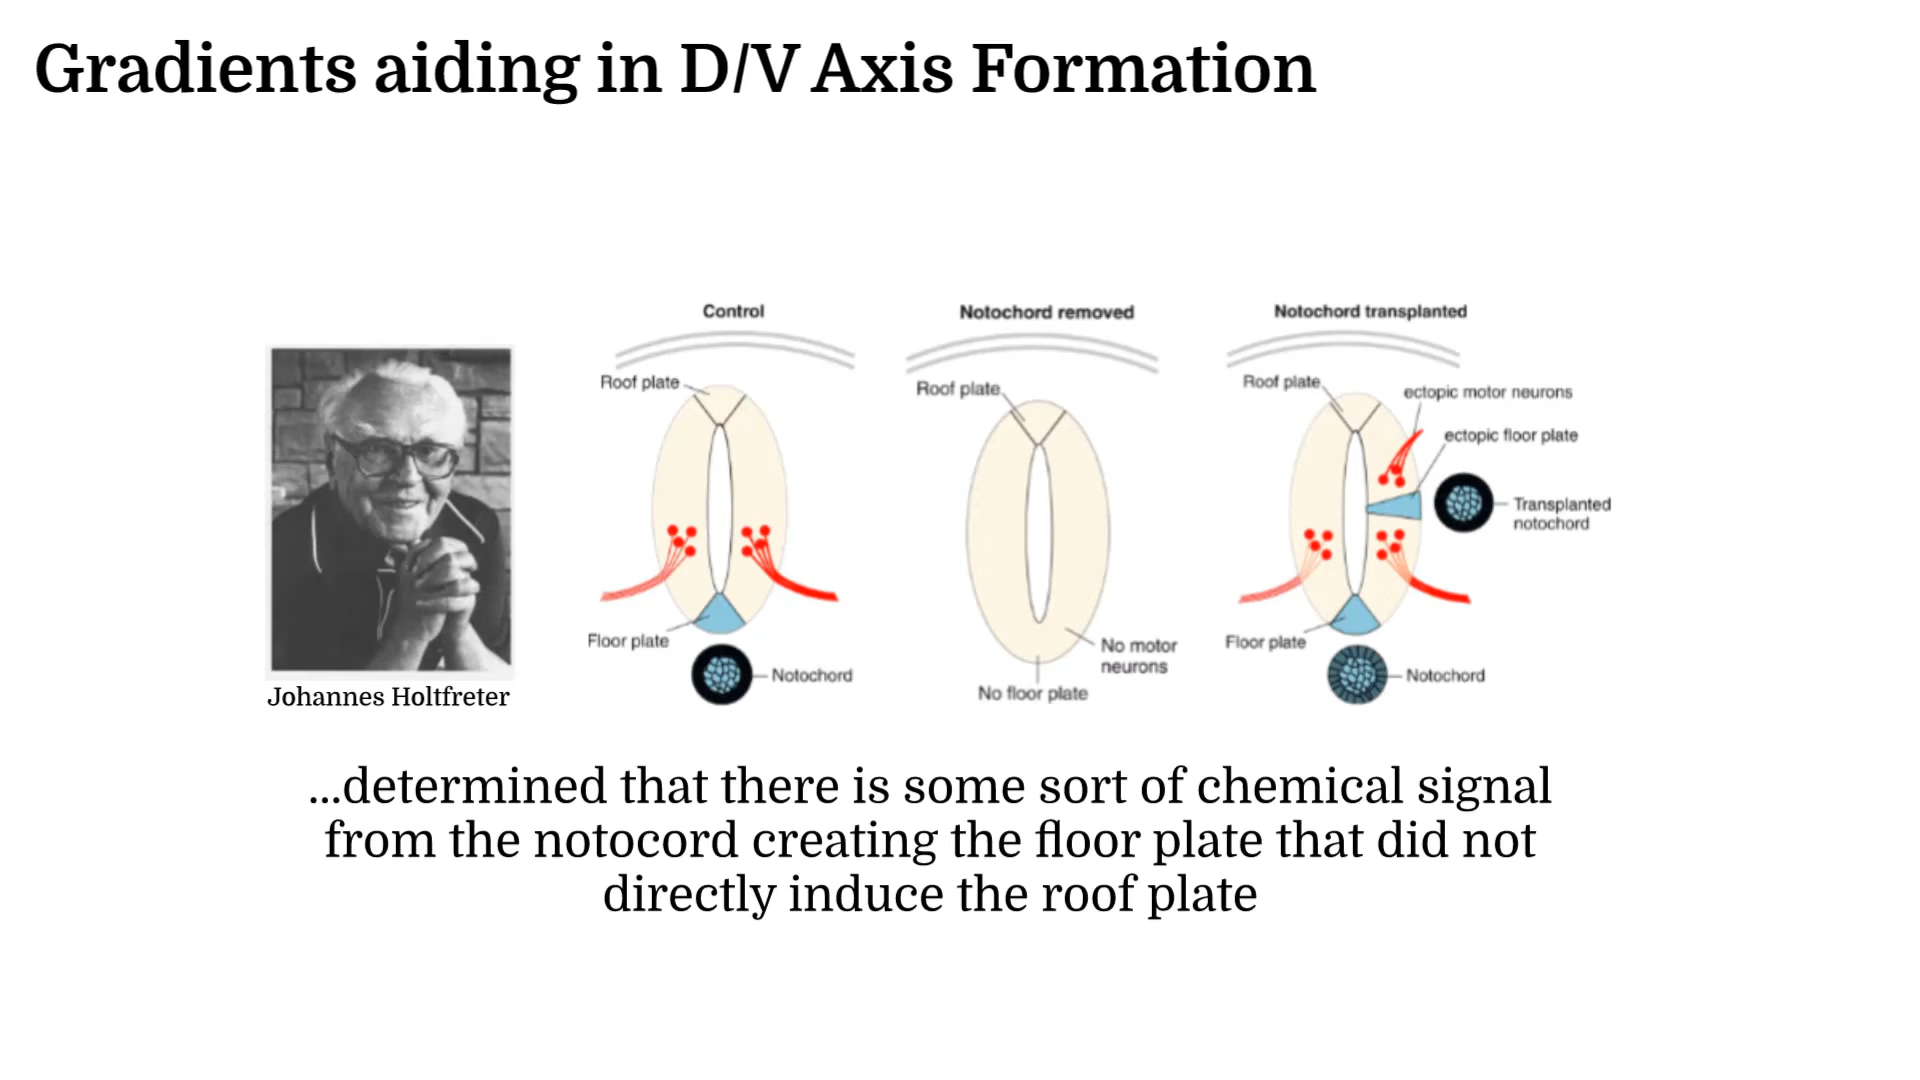 Gradients aiding in D/V Axis Formation
Johannes Holtfreter
Control
Roof plate
Floor plate
Notochord
Notochord removed
Roof plate
No motor
neurons
No floor plate
Notochord transplanted
Roof plate
ectopic motor neurons
ectopic floor plate
Transplanted
notochord
Floor plate
Notochord
...determined that there is some sort of chemical signal
from the notocord creating the floor plate that did not
directly induce the roof plate